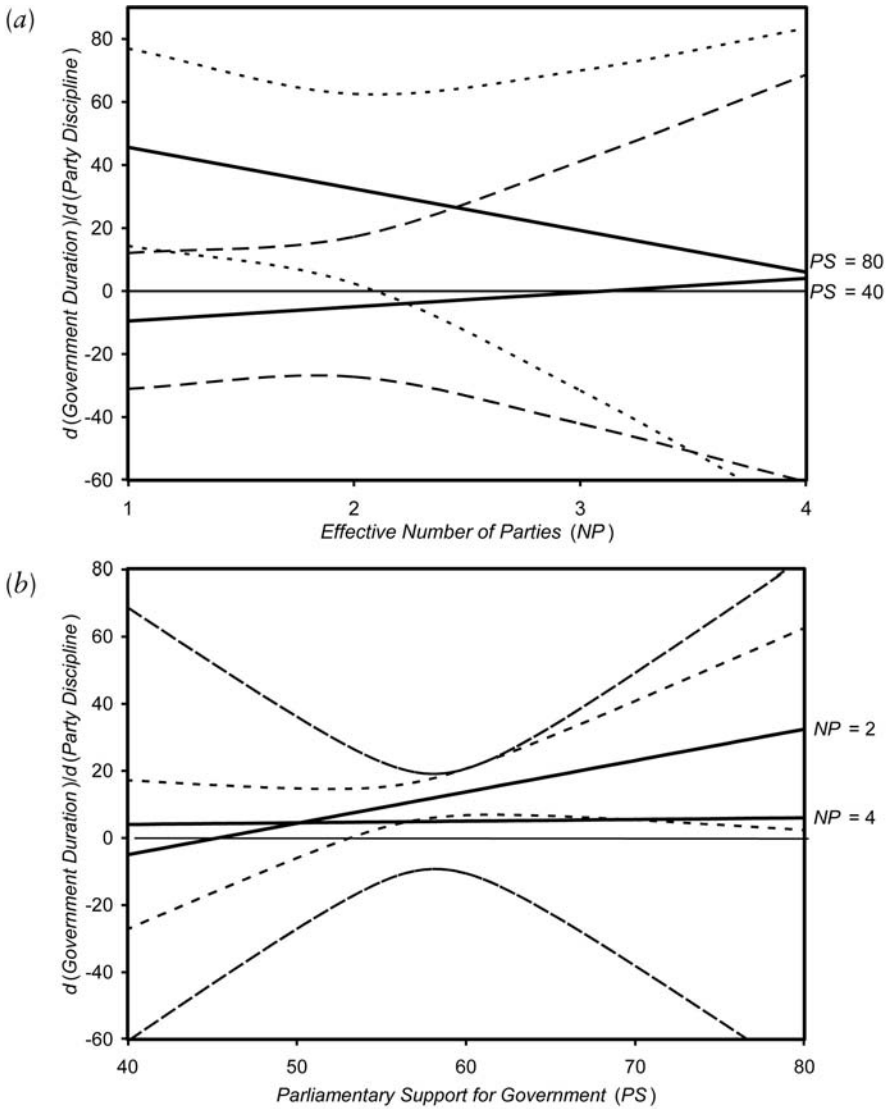 (a)
d(Government Duration)/d(Party Discipline)
80
60
40
20
0
-20
-40
-60
PS = 80
PS = 40
1 2 3 4
Effective Number of Parties (NP)
(b)
d(Government Duration)/d(Party Discipline)
80
60
40
20
0
-20
-40
-60
NP = 2
NP = 4
40 50 60 70 80
Parliamentary Support for Government (PS)